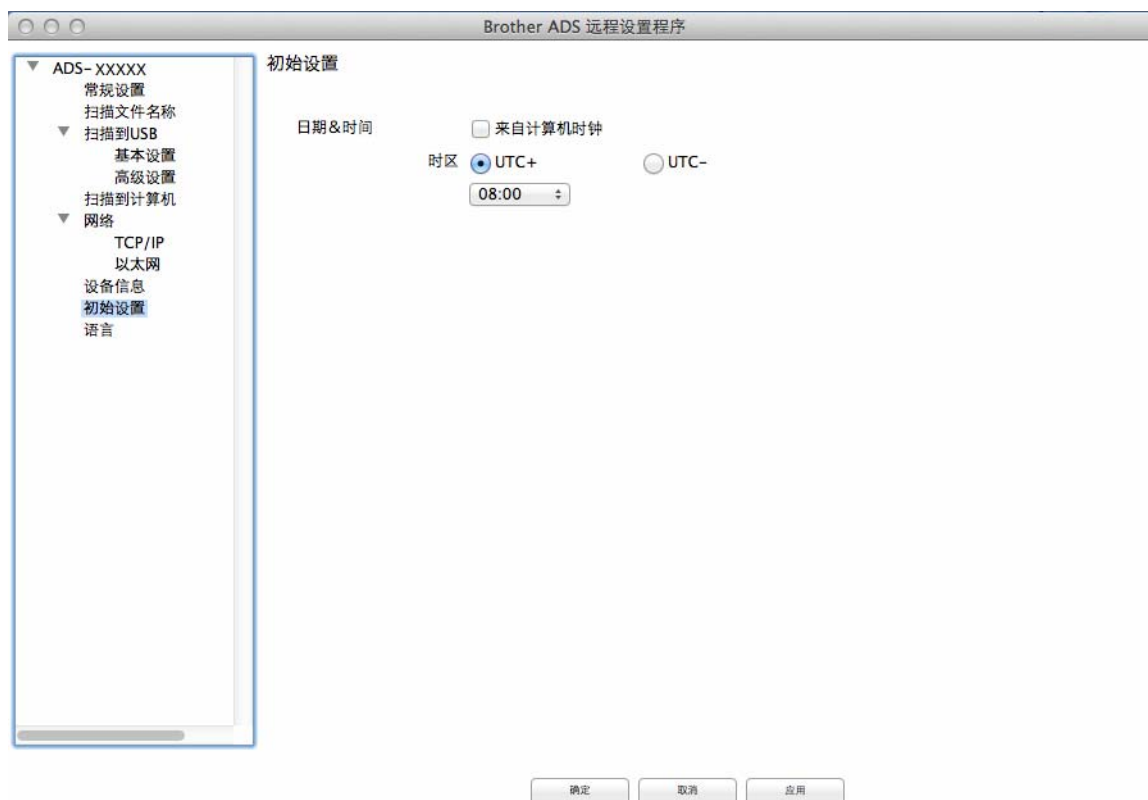 Brother ADS 远程设置程序
ADS-XXXXX
常规设置
扫描文件名称
扫描到USB
基本设置
高级设置
扫描到计算机
网络
TCP/IP
以太网
设备信息
初始设置
语言
初始设置
日期&时间
来自计算机时钟
时区
UTC+
UTC-
08:00
确定
取消
应用